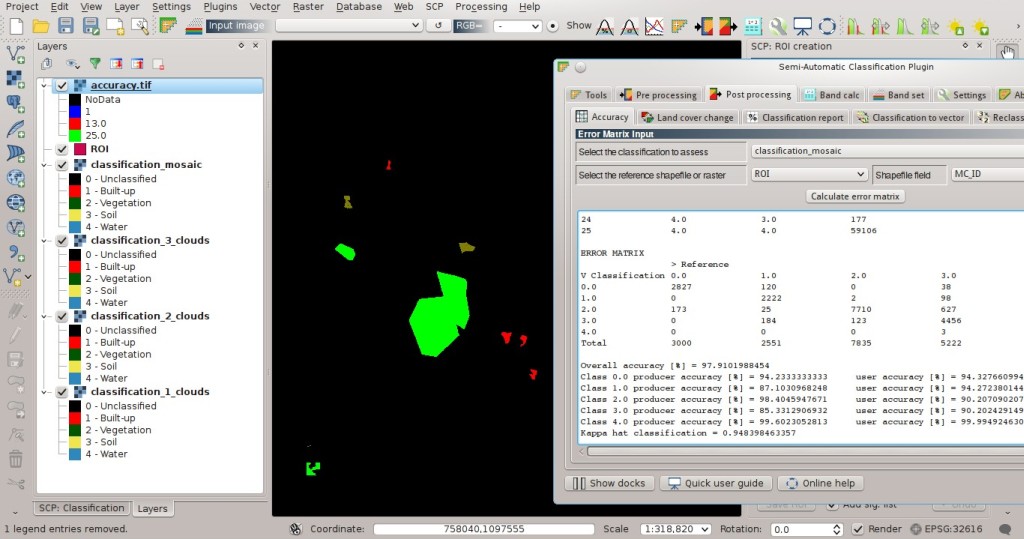 Project Edit View Layer Settings Plugins Vector Raster Database Web SCP Processing Help
Input image RGB= - Show
Layers
SCP: ROI creation
accuracy.tif
NoData
1
13.0
25.0
ROI
classification_mosaic
0 - Unclassified
1 - Built-up
2 - Vegetation
3 - Soil
4 - Water
classification_3_clouds
0 - Unclassified
1 - Built-up
2 - Vegetation
3 - Soil
4 - Water
classification_2_clouds
0 - Unclassified
1 - Built-up
2 - Vegetation
3 - Soil
4 - Water
classification_1_clouds
0 - Unclassified
1 - Built-up
2 - Vegetation
3 - Soil
4 - Water
SCP: Classification Layers
Semi-Automatic Classification Plugin
Tools Pre processing Post processing Band calc Band set Settings Ab
Accuracy Land cover change Classification report Classification to vector Reclass
Error Matrix Input
Select the classification to assess classification_mosaic
Select the reference shapefile or raster ROI Shapefile field MC_ID
Calculate error matrix
24 4.0 3.0 177
25 4.0 4.0 59106
ERROR MATRIX
> Reference
V Classification 0.0 1.0 2.0 3.0
0.0 2827 120 0 38
1.0 0 2222 2 98
2.0 173 25 7710 627
3.0 0 184 123 4456
4.0 0 0 0 3
Total 3000 2551 7835 5222
Overall accuracy [%] = 97.9101988454
Class 0.0 producer accuracy [%] = 94.2333333333 user accuracy [%] = 94.327660994
Class 1.0 producer accuracy [%] = 87.1030968248 user accuracy [%] = 94.272380144
Class 2.0 producer accuracy [%] = 98.4045947671 user accuracy [%] = 90.207090207
Class 3.0 producer accuracy [%] = 85.3312906932 user accuracy [%] = 90.202429149
Class 4.0 producer accuracy [%] = 99.6023052813 user accuracy [%] = 99.994924630
Kappa hat classification = 0.948398463357
Show docks Quick user guide Online help
Save ROI Add sig. list Undo
1 legend entries removed. Coordinate: 758040,1097555 Scale 1:318,820 Rotation: 0.0 Render EPSG:32616